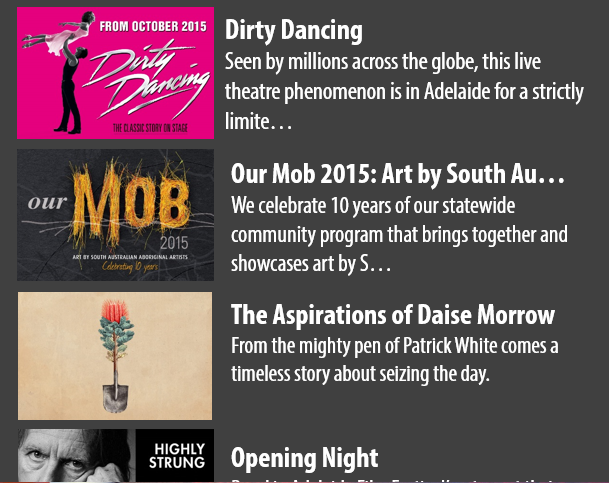 FROM OCTOBER 2015
Dirty
Dancing
THE CLASSIC STORY ON STAGE
Dirty Dancing
Seen by millions across the globe, this live
theatre phenomenon is in Adelaide for a strictly
limite...
our MOB
2015
ART BY SOUTH AUSTRALIAN ABORIGINAL ARTISTS
Celebrating 10 years
Our Mob 2015: Art by South Au...
We celebrate 10 years of our statewide
community program that brings together and
showcases art by S...
The Aspirations of Daise Morrow
From the mighty pen of Patrick White comes a
timeless story about seizing the day.
HIGHLY
STRUNG
Opening Night